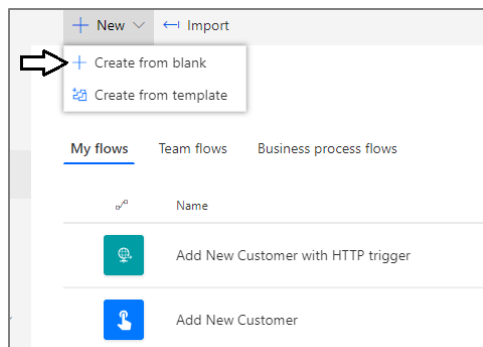 New Import
Create from blank
Create from template
My flows Team flows Business process flows
Name
Add New Customer with HTTP trigger
Add New Customer